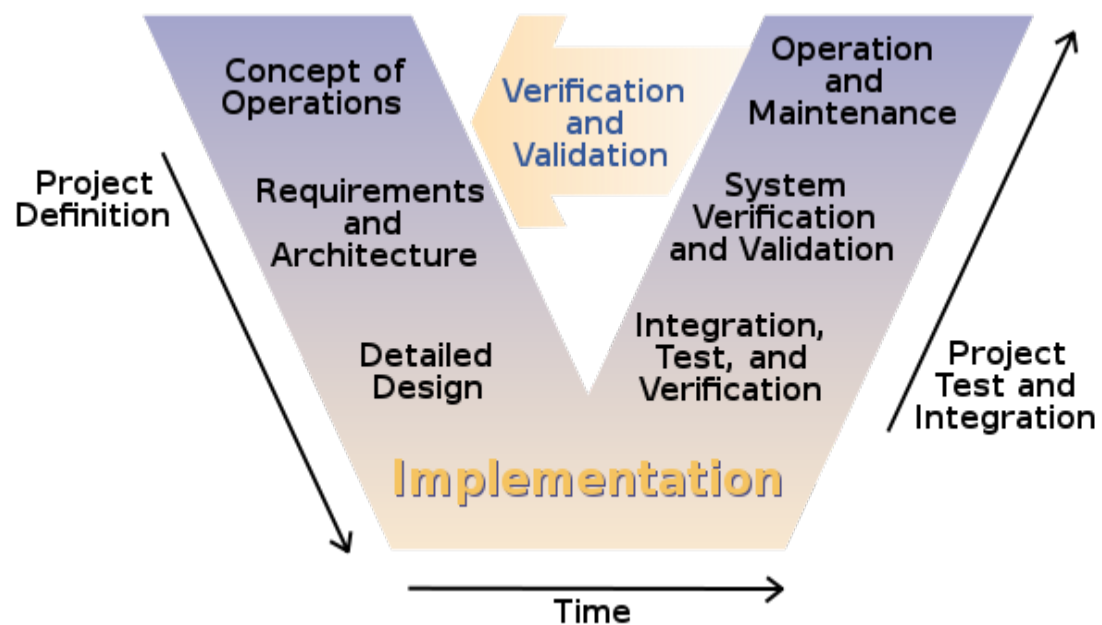 Concept of
Operations
Verification
and
Validation
Operation
and
Maintenance
Project
Definition
Requirements
and
Architecture
System
Verification
and Validation
Detailed
Design
Integration,
Test, and
Verification
Project
Test and
Integration
Implementation
Time